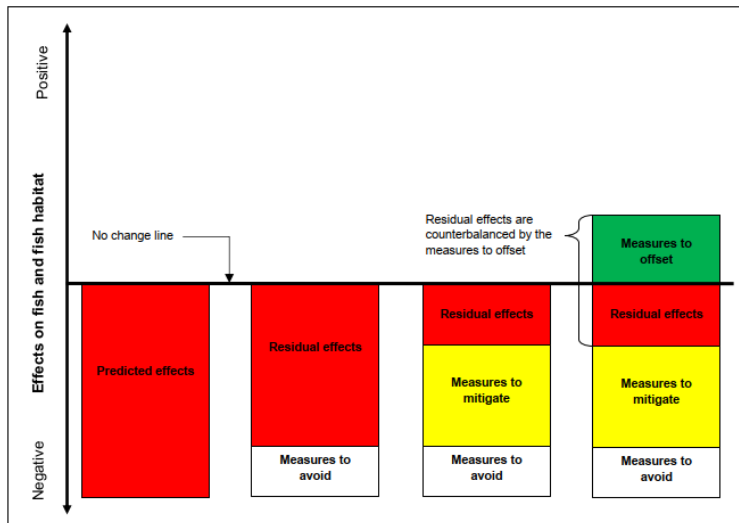 Positive
Effects on fish and fish habitat
Negative
No change line
Residual effects are
counterbalanced by the
measures to offset
Measures to
offset
Predicted effects
Residual effects
Measures to
avoid
Residual effects
Measures to
mitigate
Measures to
avoid
Residual effects
Measures to
mitigate
Measures to
avoid